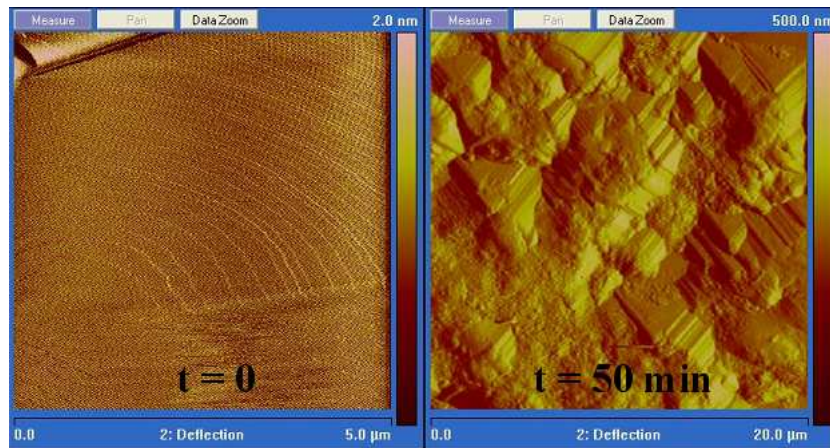 Measure Pan Data Zoom 2.0 nm
t = 0
0.0 2: Deflection 5.0 µm
Measure Pan Data Zoom 500.0 nm
t = 50 min
0.0 2: Deflection 20.0 µm